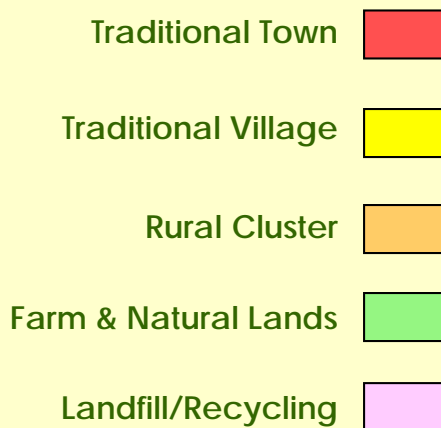 Traditional Town
Traditional Village
Rural Cluster
Farm & Natural Lands
Landfill/Recycling